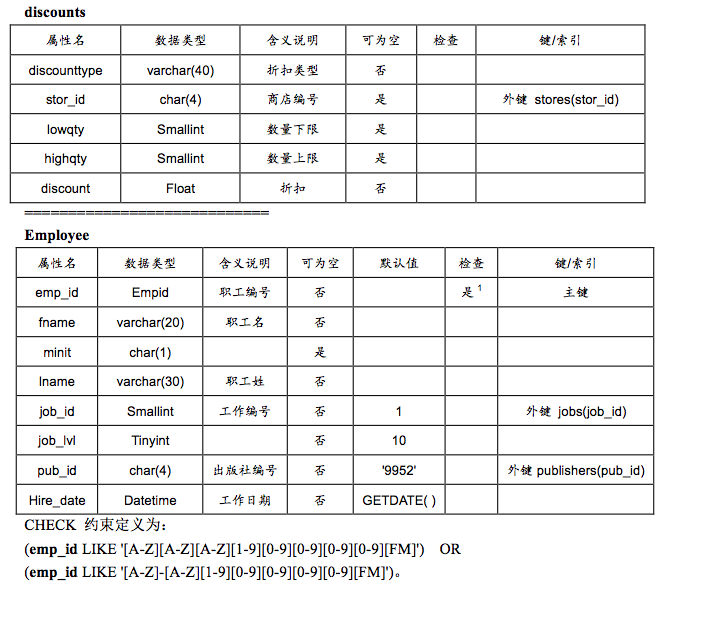 discounts
属性名 数据类型 含义说明 可为空 检查 键/索引
discounttype varchar(40) 折扣类型 否
stor_id char(4) 商店编号 是 外键 stores(stor_id)
lowqty Smallint 数量下限 是
highqty Smallint 数量上限 是
discount Float 折扣 否
============================
Employee
属性名 数据类型 含义说明 可为空 默认值 检查 键/索引
emp_id Empid 职工编号 否 是1 主键
fname varchar(20) 职工名 否
minit char(1) 是
lname varchar(30) 职工姓 否
job_id Smallint 工作编号 否 1 外键 jobs(job_id)
job_lvl Tinyint 否 10
pub_id char(4) 出版社编号 否 '9952' 外键 publishers(pub_id)
Hire_date Datetime 工作日期 否 GETDATE( )
CHECK 约束定义为:
(emp_id LIKE '[A-Z][A-Z][A-Z][1-9][0-9][0-9][0-9][0-9][FM]') OR
(emp_id LIKE '[A-Z]-[A-Z][1-9][0-9][0-9][0-9][0-9][FM]')。